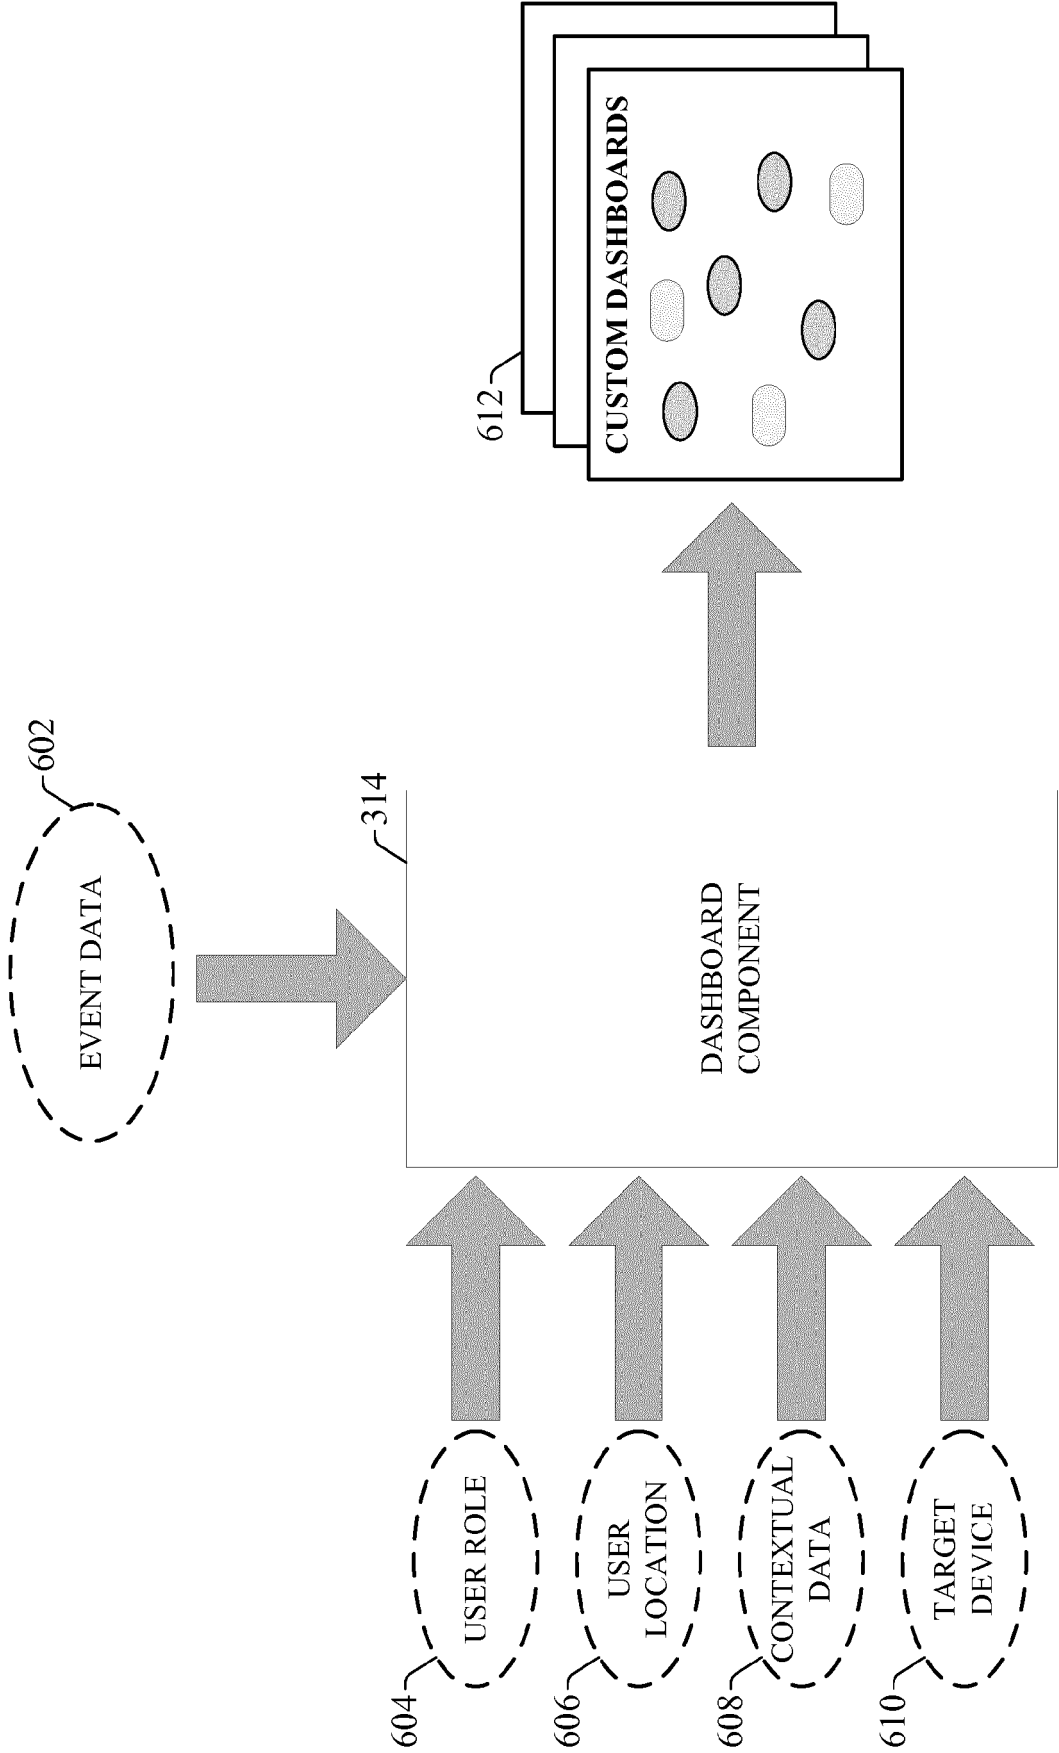 602
EVENT DATA
314
604
USER ROLE
606
USER
LOCATION
608
CONTEXTUAL
DATA
610
TARGET
DEVICE
DASHBOARD
COMPONENT
612
CUSTOM DASHBOARDS